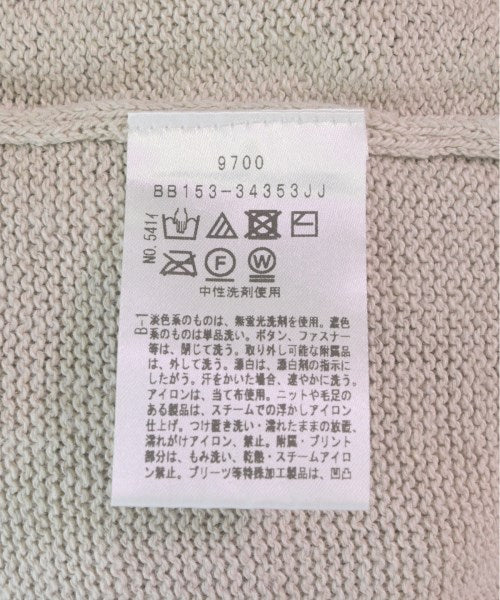 9700
BB153-34353JJ
NO.5414
F
W
中性洗剤使用
B-1
淡色系のものは、無蛍光洗剤を使用。濃色
系のものは単品洗い。ボタン、ファスナー
等は、閉じて洗う。取り外し可能な附属品
は、外して洗う。漂白は、漂白剤の指示に
したがう。汗をかいた場合、速やかに洗う。
アイロンは、当て布使用。ニットや毛足の
ある製品は、スチームでの浮かしアイロン
仕上げ。つけ置き洗い・濡れたままの放置、
濡れがけアイロン、禁止。附属・プリント
部分は、もみ洗い、乾熱・スチームアイロ
ン禁止。プリーツ等特殊加工製品は、凹凸